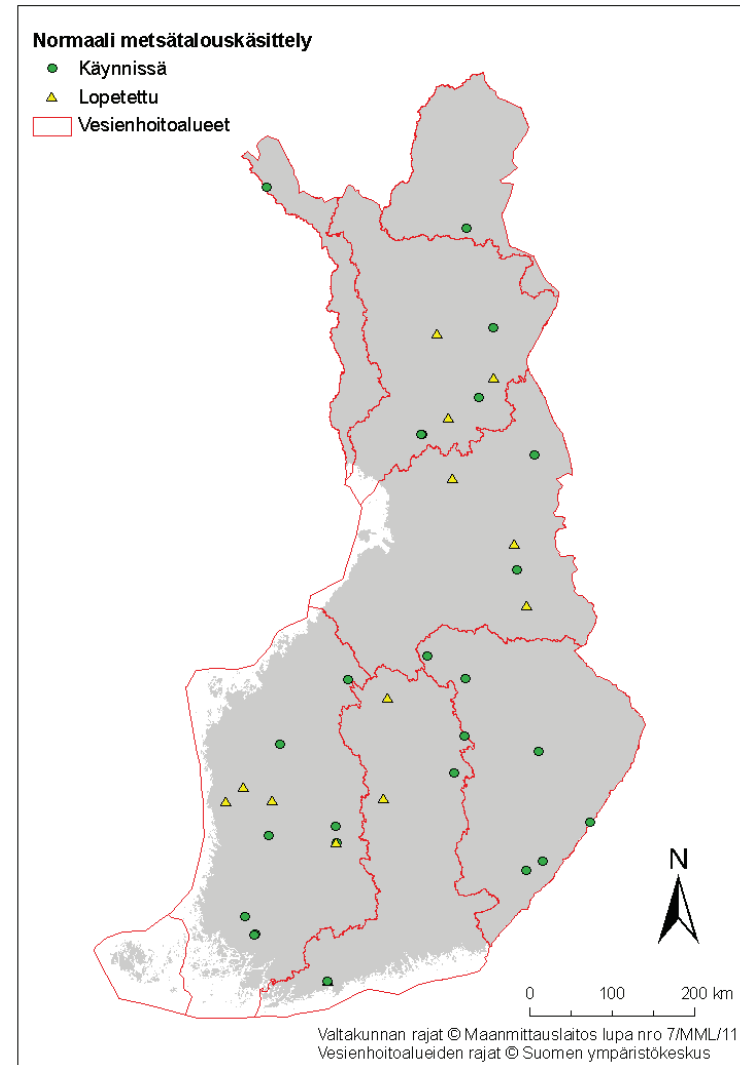 Normaali metsätalouskäsittely
Käynnissä
Lopetettu
Vesienhoitoalueet
N
0 100 200 km
Valtakunnan rajat © Maanmittauslaitos lupa nro 7/MML/11
Vesienhoitoalueiden rajat © Suomen ympäristökeskus